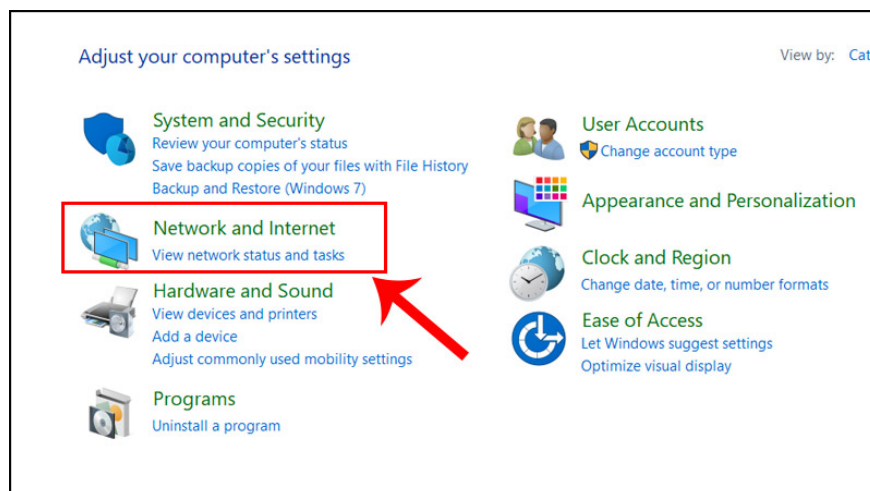 Adjust your computer's settings
View by:
System and Security
Review your computer's status
Save backup copies of your files with File History
Backup and Restore (Windows 7)
Network and Internet
View network status and tasks
Hardware and Sound
View devices and printers
Add a device
Adjust commonly used mobility settings
Programs
Uninstall a program
User Accounts
Change account type
Appearance and Personalization
Clock and Region
Change date, time, or number formats
Ease of Access
Let Windows suggest settings
Optimize visual display